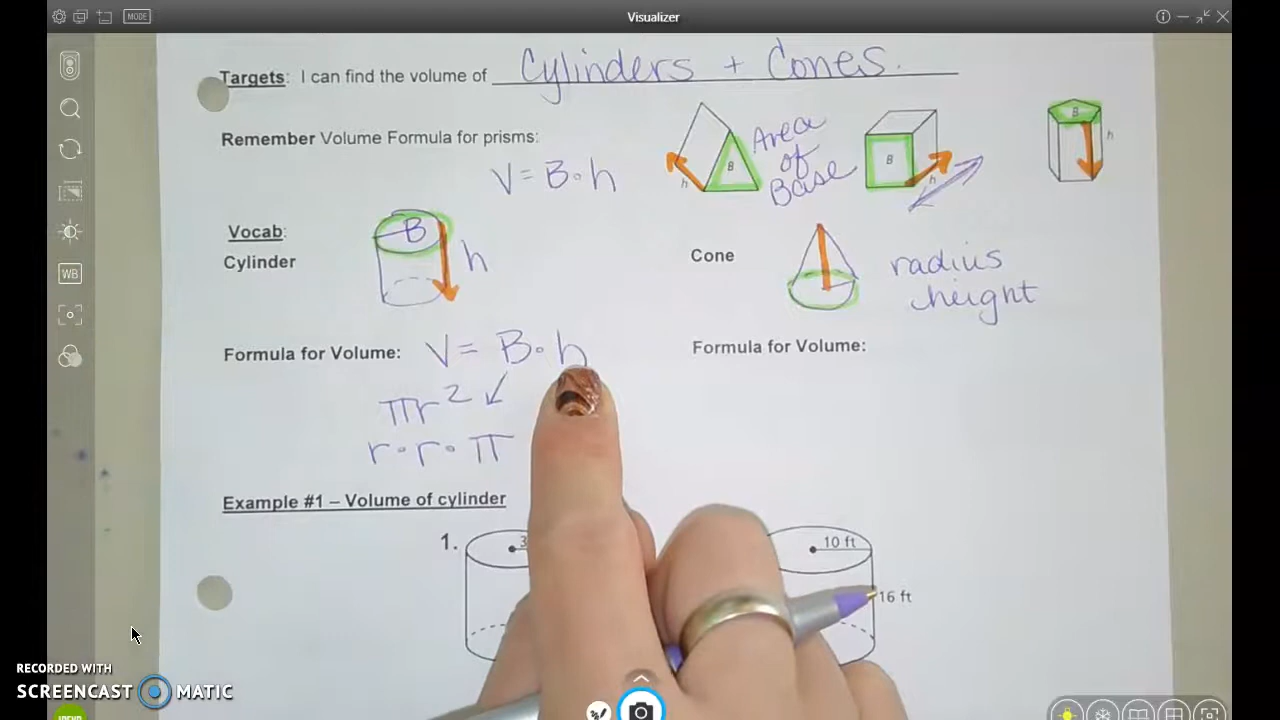 MODE
Visualizer
Targets: I can find the volume of Cylinders + Cones.
Remember Volume Formula for prisms:
V = B · h
B
h
Area
of
Base
B
h
B
h
Vocab:
Cylinder
B
h
Cone
radius
height
Formula for Volume: V = B · h
πr²
r · r · π
Formula for Volume:
Example #1 – Volume of cylinder
1.
3
10 ft
16 ft
WB
RECORDED WITH
SCREENCAST MATIC